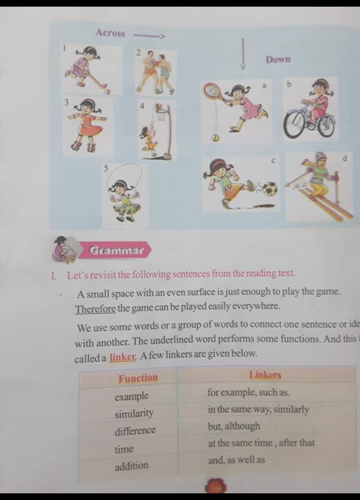 Across
Down
1
2
a
b
3
4
c
d
5
Grammar
I. Let's revisit the following sentences from the reading text.
A small space with an even surface is just enough to play the game.
Therefore the game can be played easily everywhere.
We use some words or a group of words to connect one sentence or ide
with another. The underlined word performs some functions. And this i
called a linker. A few linkers are given below.
Function Linkers
example for example, such as.
similarity in the same way, similarly
difference but, although
time at the same time , after that
addition and, as well as